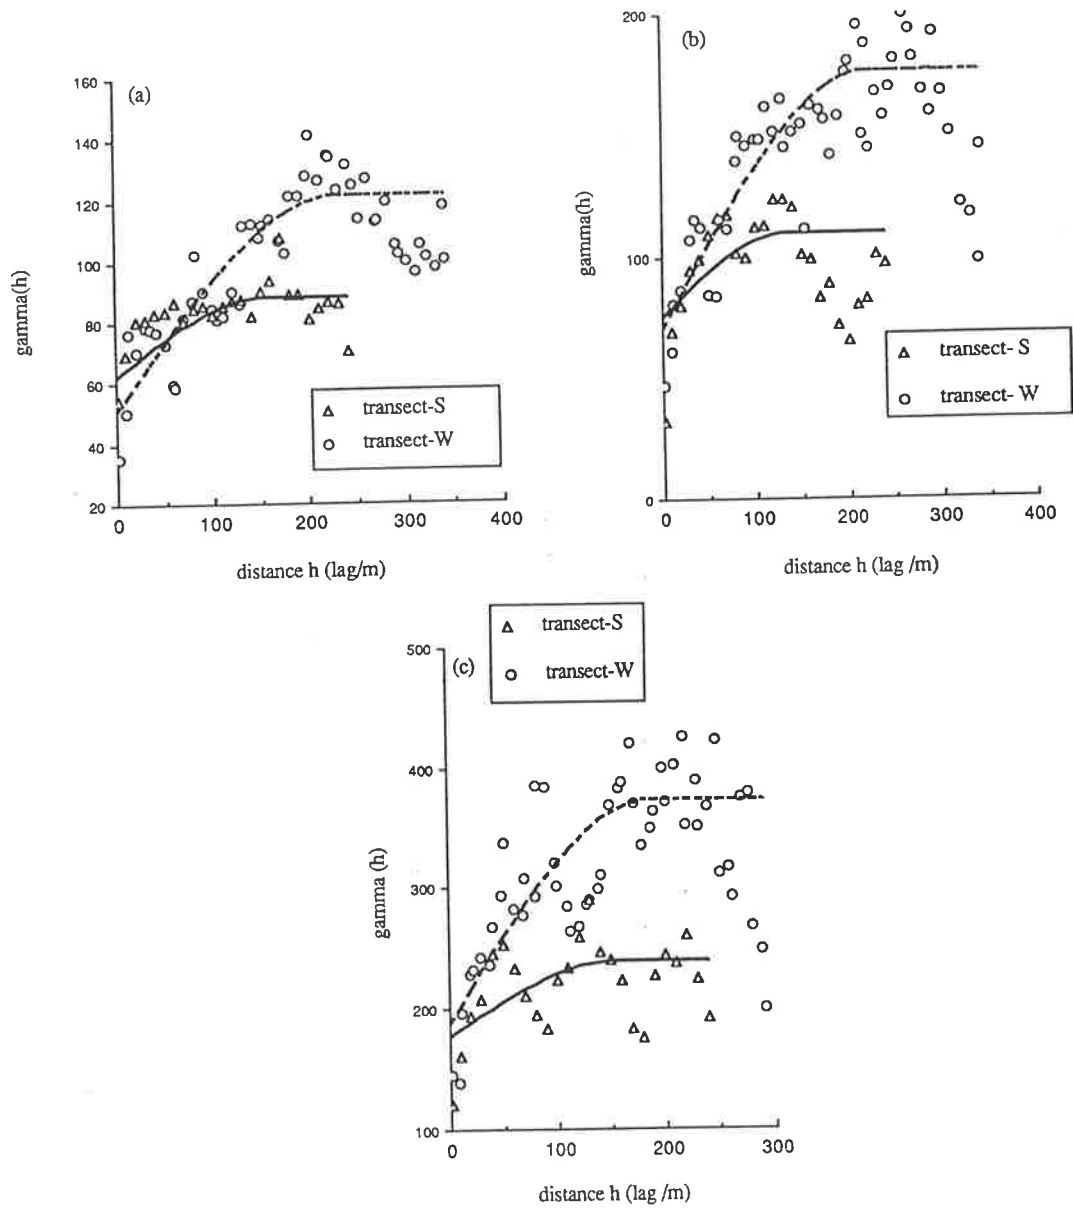 (a)
160
140
120
100
80
60
40
20
gamma(h)
0 100 200 300 400
distance h (lag/m)
transect-S
transect-W
(b)
200
100
0
gamma(h)
0 100 200 300 400
distance h (lag /m)
transect- S
transect- W
transect-S
transect-W
(c)
500
400
300
200
100
gamma (h)
0 100 200 300
distance h (lag /m)